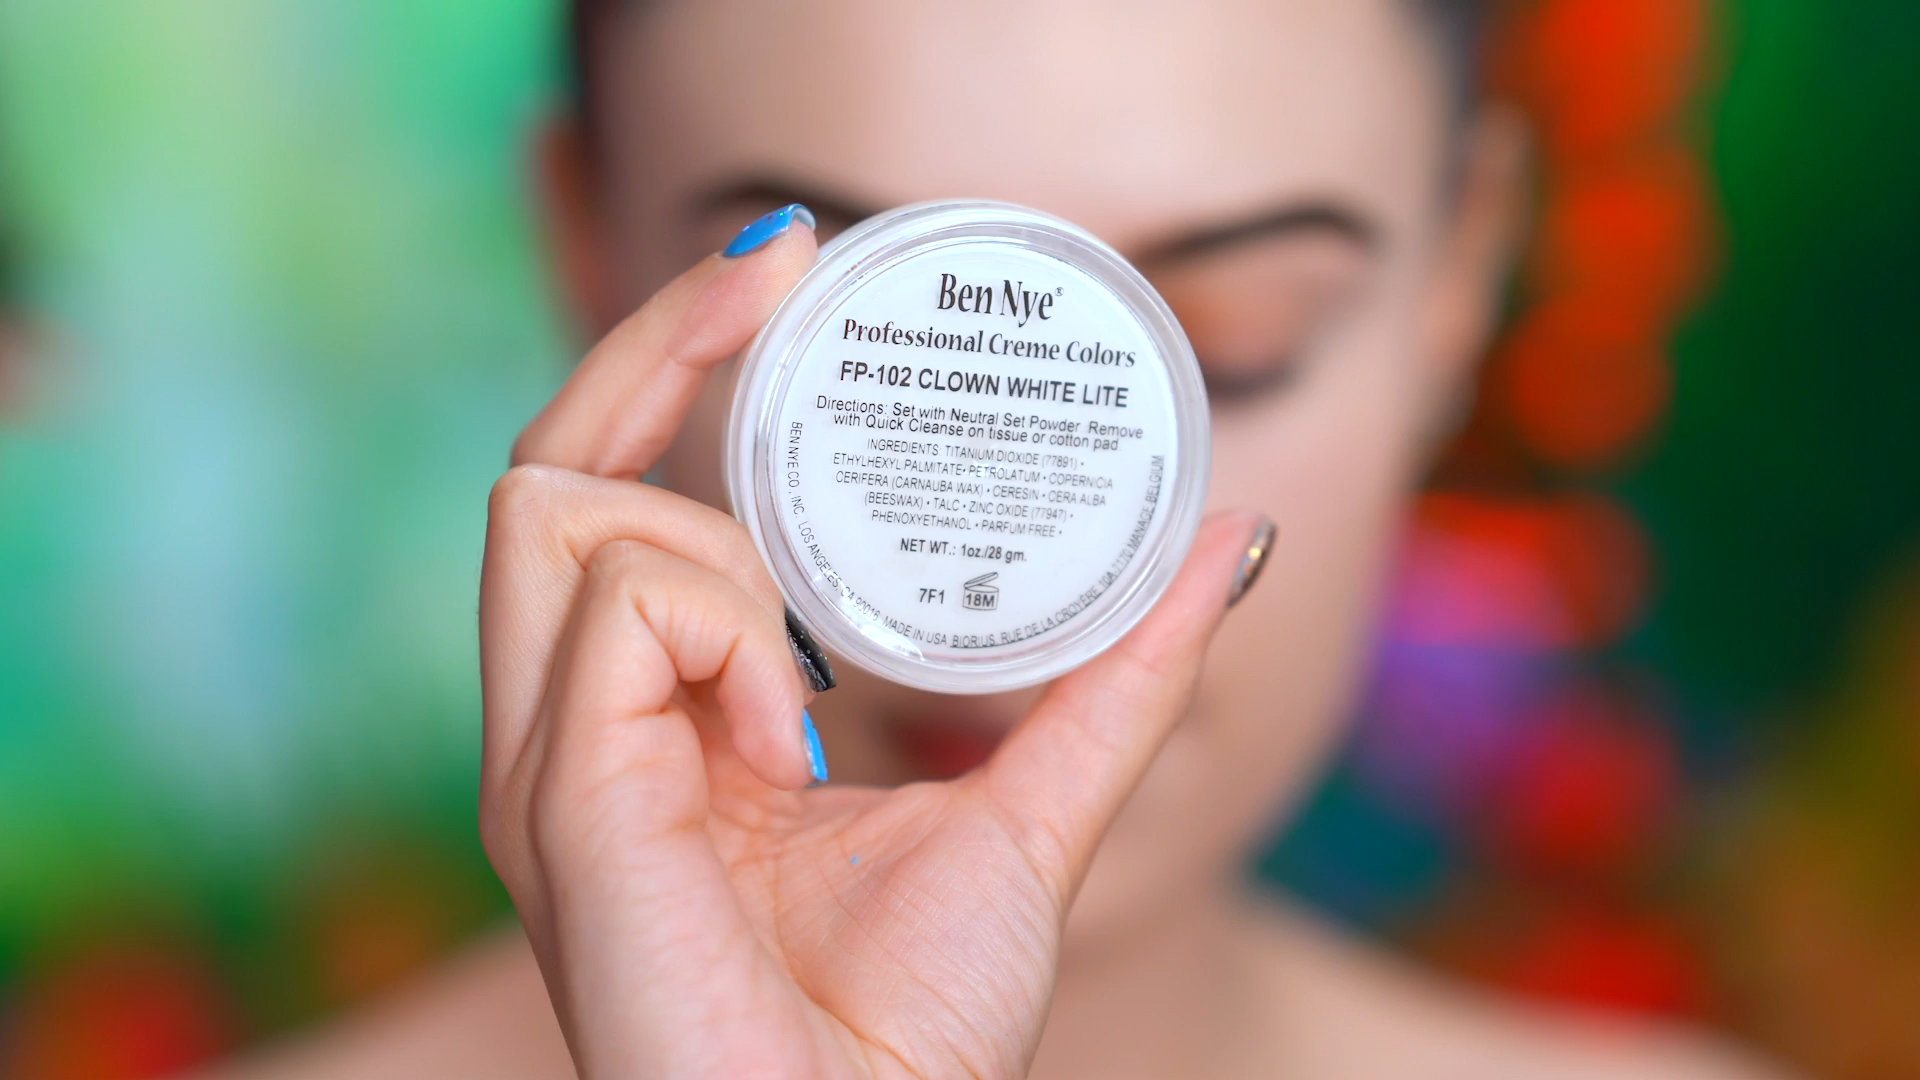 Ben Nye®
Professional Creme Colors
FP-102 CLOWN WHITE LITE
Directions: Set with Neutral Set Powder. Remove
with Quick Cleanse on tissue or cotton pad.
INGREDIENTS: TITANIUM DIOXIDE (77891) •
ETHYLHEXYL PALMITATE • PETROLATUM • COPERNICIA
CERIFERA (CARNAUBA WAX) • CERESIN • CERA ALBA
(BEESWAX) • TALC • ZINC OXIDE (77947) •
PHENOXYETHANOL • PARFUM FREE •
NET WT.: 1oz./28 gm.
7F1 18M
BEN NYE CO., INC. LOS ANGELES, CA 90016 MADE IN USA BIORIUS, RUE DE LA CROYERE 10A-7170 MANAGE BELGIUM